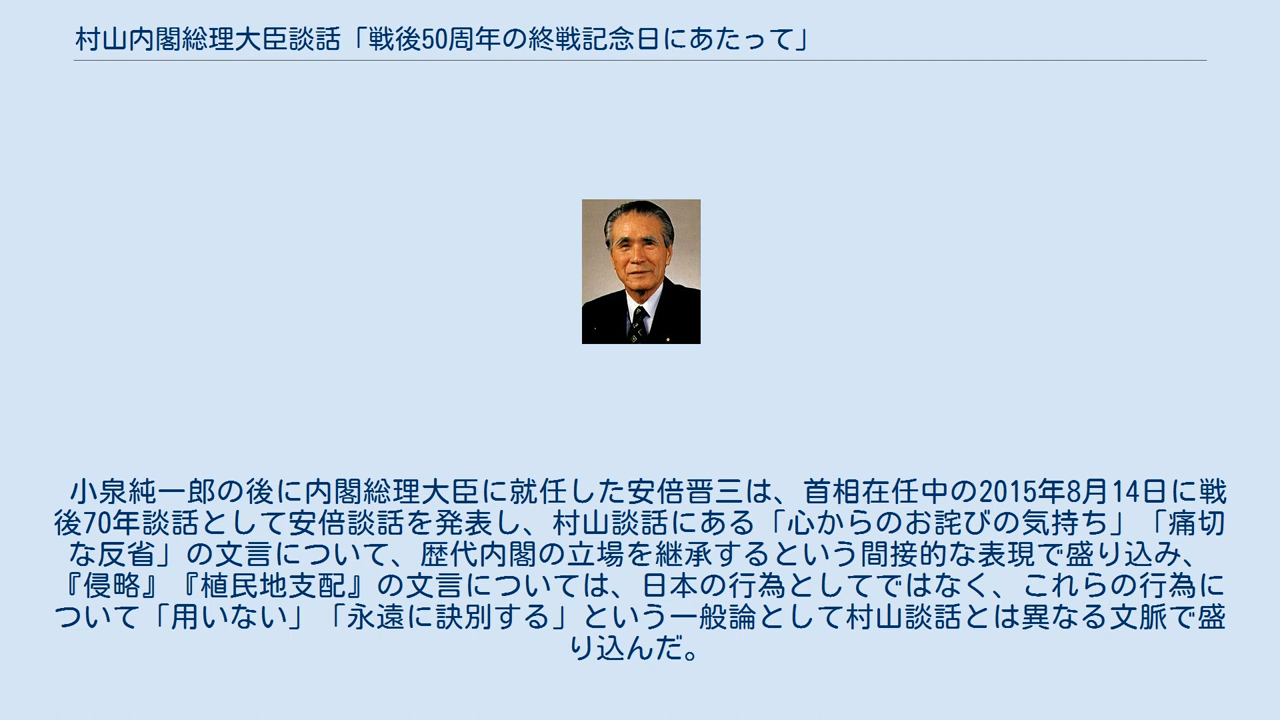 村山内閣総理大臣談話「戦後50周年の終戦記念日にあたって」
小泉純一郎の後に内閣総理大臣に就任した安倍晋三は、首相在任中の2015年8月14日に戦
後70年談話として安倍談話を発表し、村山談話にある「心からのお詫びの気持ち」「痛切
な反省」の文言について、歴代内閣の立場を継承するという間接的な表現で盛り込み、
『侵略』『植民地支配』の文言については、日本の行為としてではなく、これらの行為に
ついて「用いない」「永遠に訣別する」という一般論として村山談話とは異なる文脈で盛
り込んだ。